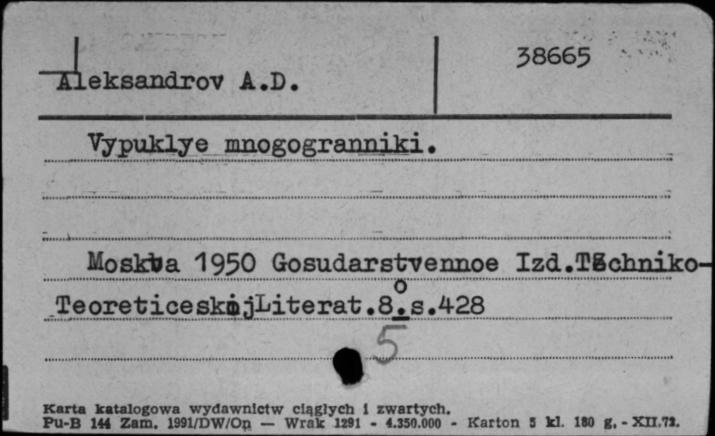 38665
Aleksandrov A.D.
Vypuklye mnogogranniki.
Moskva 1950 Gosudarstvennoe Izd.Techniko-
Teoreticeskoj Literat.8.º s.428
5
Karta katalogowa wydawnictw ciągłych i zwartych.
Pu-B 144 Zam. 1991/DW/Op — Wrak 1291 - 4.350.000 - Karton 5 kl. 180 g. - XII.72.